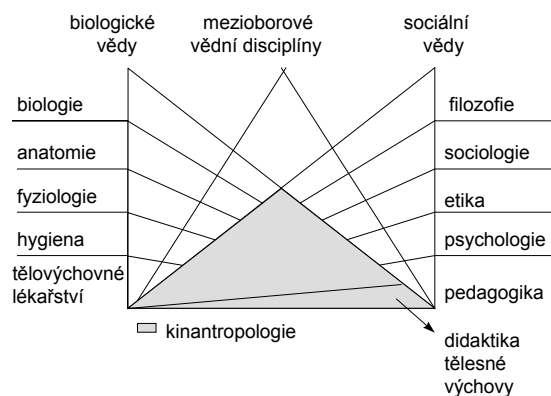 biologické
vědy
mezioborové
vědní disciplíny
sociální
vědy
biologie
anatomie
fyziologie
hygiena
tělovýchovné
lékařství
filozofie
sociologie
etika
psychologie
pedagogika
kinantropologie
didaktika
tělesné
výchovy